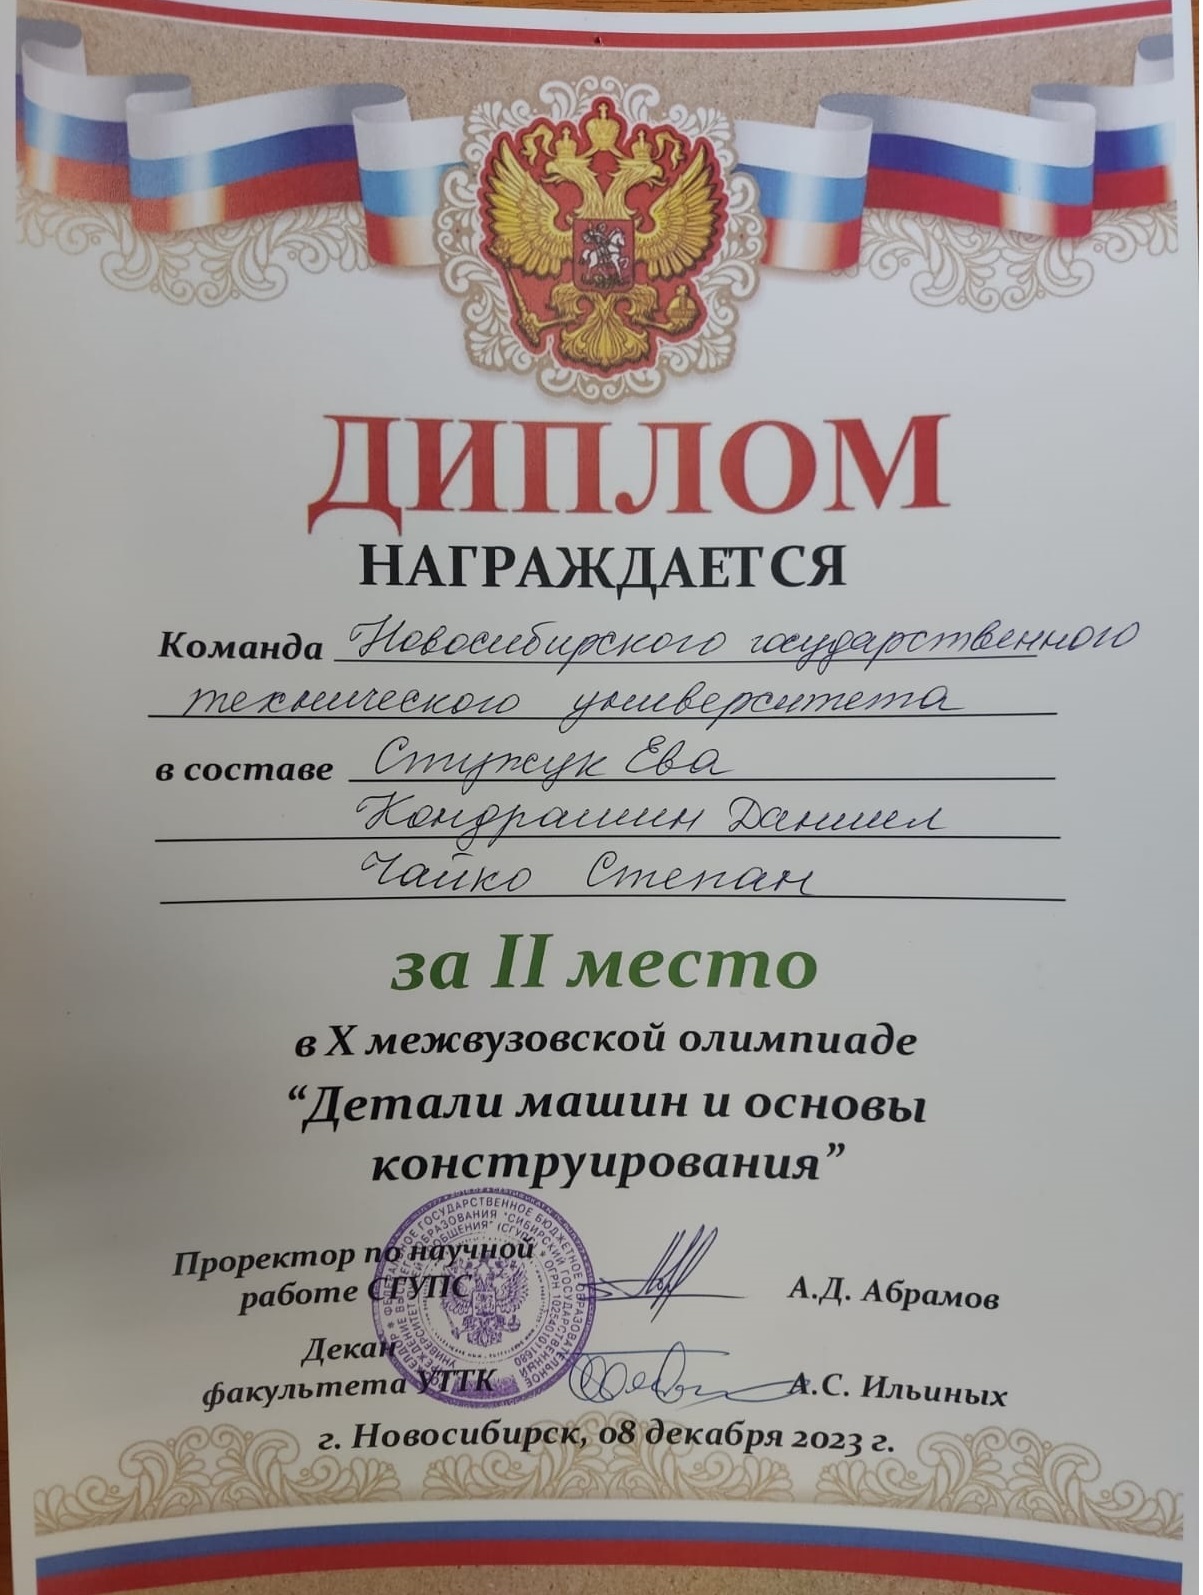 ДИПЛОМ
НАГРАЖДАЕТСЯ
Команда Новосибирского государственного
технического университета
в составе Стужук Ева
Кондрашин Даниил
Чайко Степан
за II место
в X межвузовской олимпиаде
“Детали машин и основы
конструирования”
Проректор по научной
работе СГУПС А.Д. Абрамов
Декан
факультета УТТК А.С. Ильиных
г. Новосибирск, 08 декабря 2023 г.